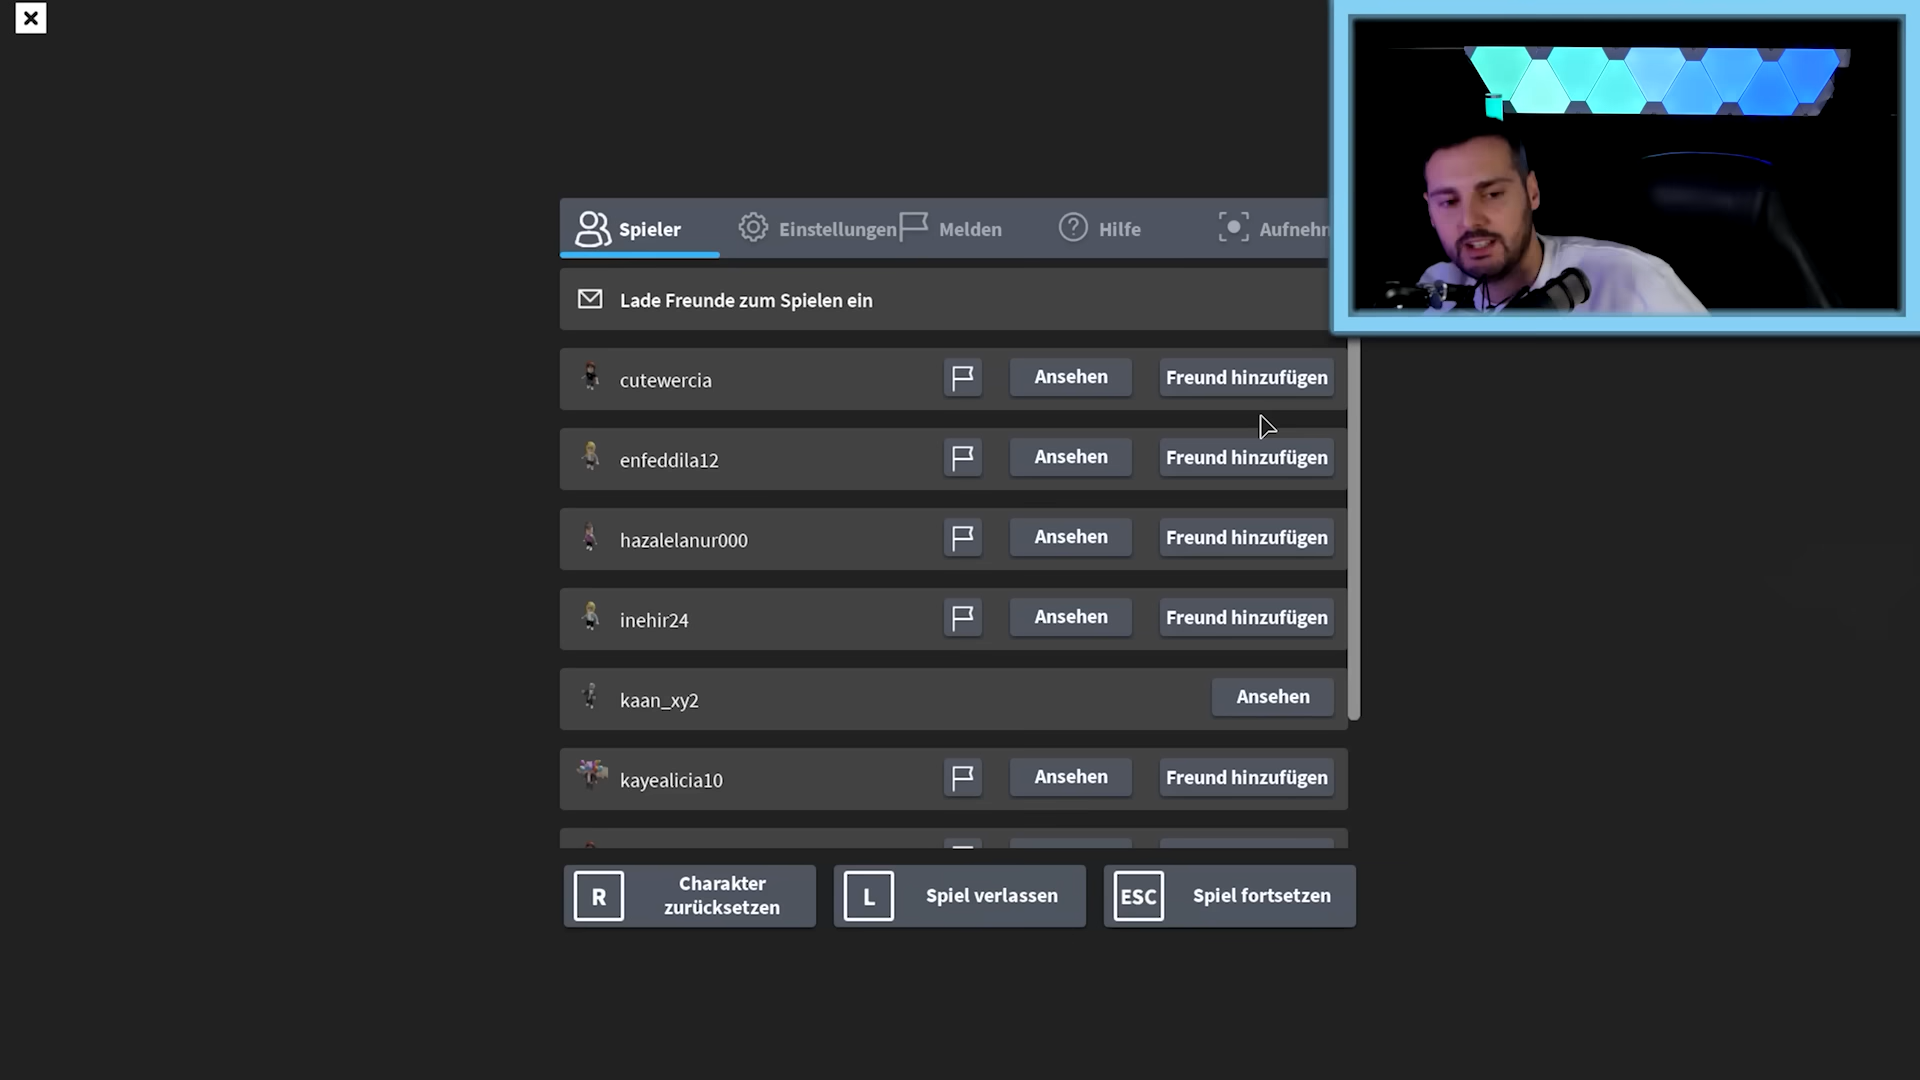 Spieler
Einstellungen
Melden
Hilfe
Aufnehm
Lade Freunde zum Spielen ein
cutewercia
Ansehen
Freund hinzufügen
enfeddila12
Ansehen
Freund hinzufügen
hazalelanur000
Ansehen
Freund hinzufügen
inehir24
Ansehen
Freund hinzufügen
kaan_xy2
Ansehen
kayealicia10
Ansehen
Freund hinzufügen
R
Charakter
zurücksetzen
L
Spiel verlassen
ESC
Spiel fortsetzen